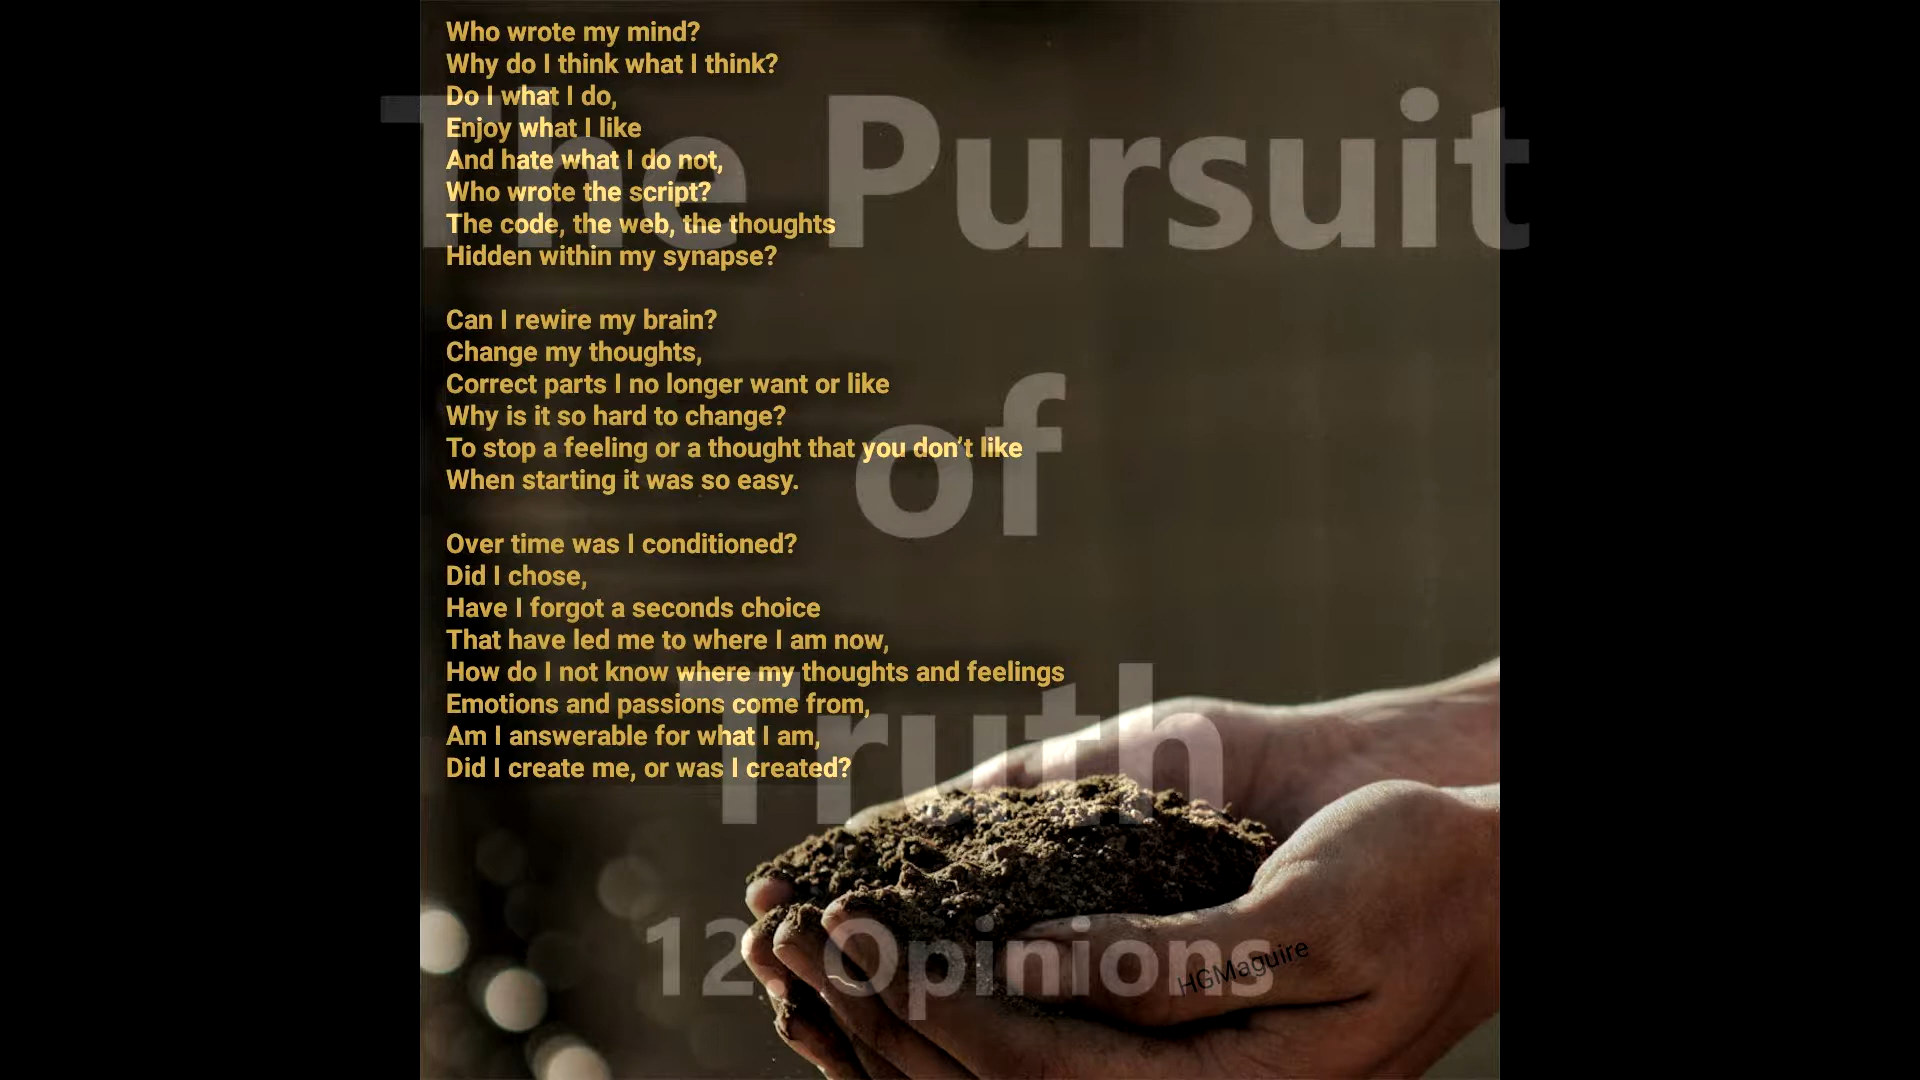 Who wrote my mind?
Why do I think what I think?
Do I what I do,
Enjoy what I like
And hate what I do not,
Who wrote the script?
The code, the web, the thoughts
Hidden within my synapse?
Can I rewire my brain?
Change my thoughts,
Correct parts I no longer want or like
Why is it so hard to change?
To stop a feeling or a thought that you don’t like
When starting it was so easy.
Over time was I conditioned?
Did I chose,
Have I forgot a seconds choice
That have led me to where I am now,
How do I not know where my thoughts and feelings
Emotions and passions come from,
Am I answerable for what I am,
Did I create me, or was I created?
The Pursuit
of
Truth
12. Opinions
HGMaguire